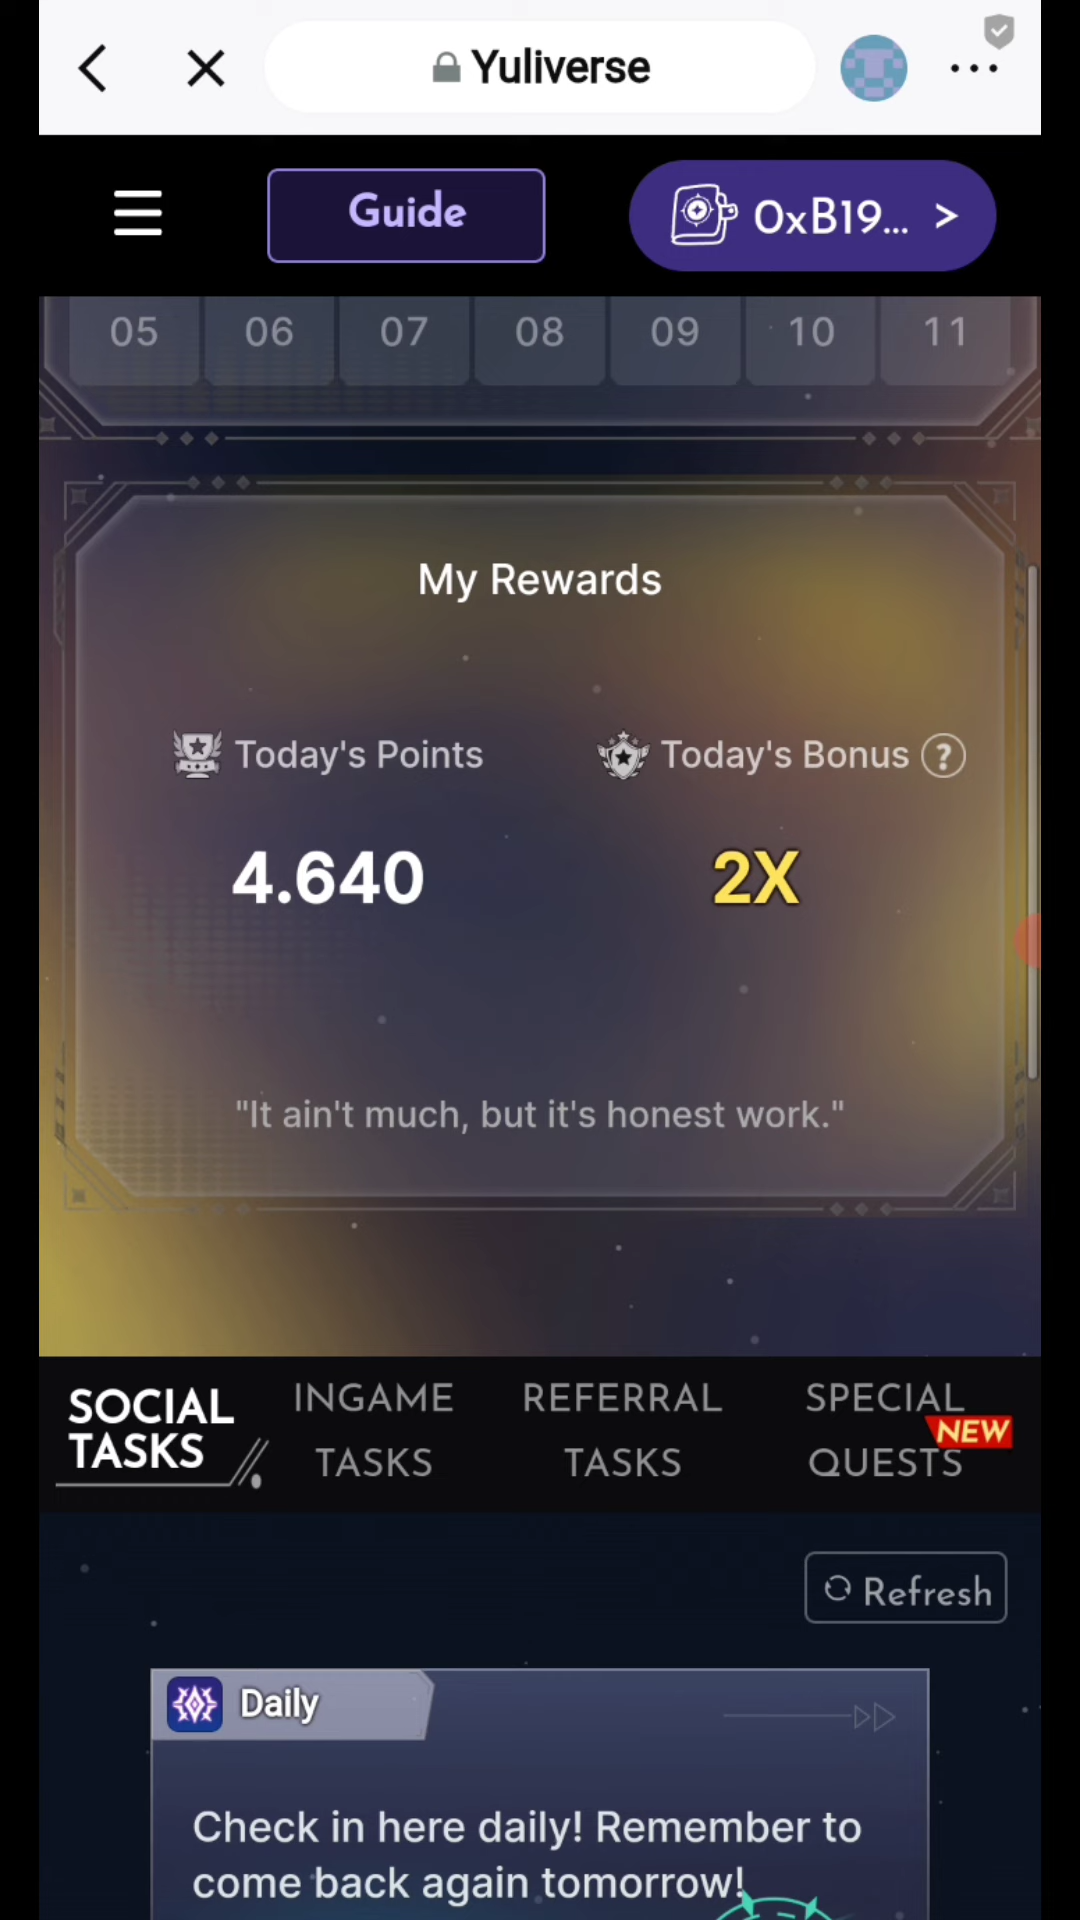 Yuliverse
Guide
0xB19... >
05 06 07 08 09 10 11
My Rewards
Today's Points
Today's Bonus ?
4.640
2X
"It ain't much, but it's honest work."
SOCIAL
TASKS
INGAME
TASKS
REFERRAL
TASKS
SPECIAL
NEW
QUESTS
Refresh
Daily
Check in here daily! Remember to
come back again tomorrow!